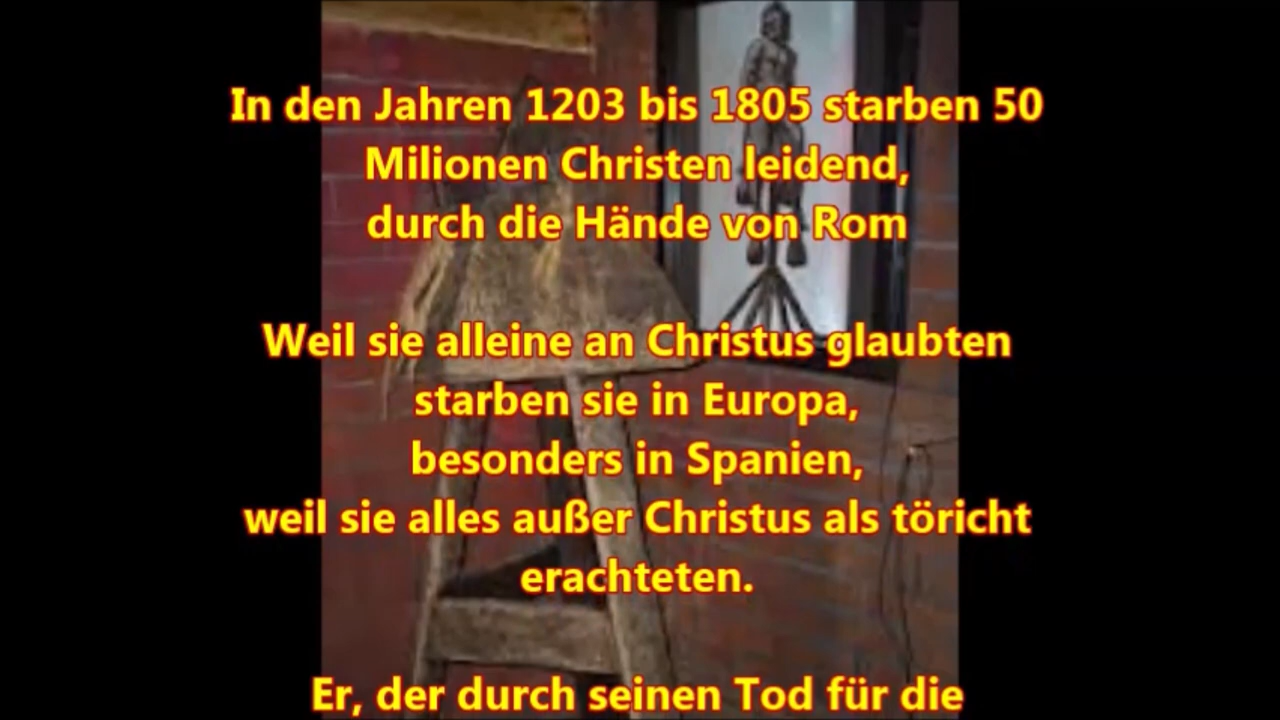 In den Jahren 1203 bis 1805 starben 50
Milionen Christen leidend,
durch die Hände von Rom
Weil sie alleine an Christus glaubten
starben sie in Europa,
besonders in Spanien,
weil sie alles außer Christus als töricht
erachteten.
Er, der durch seinen Tod für die